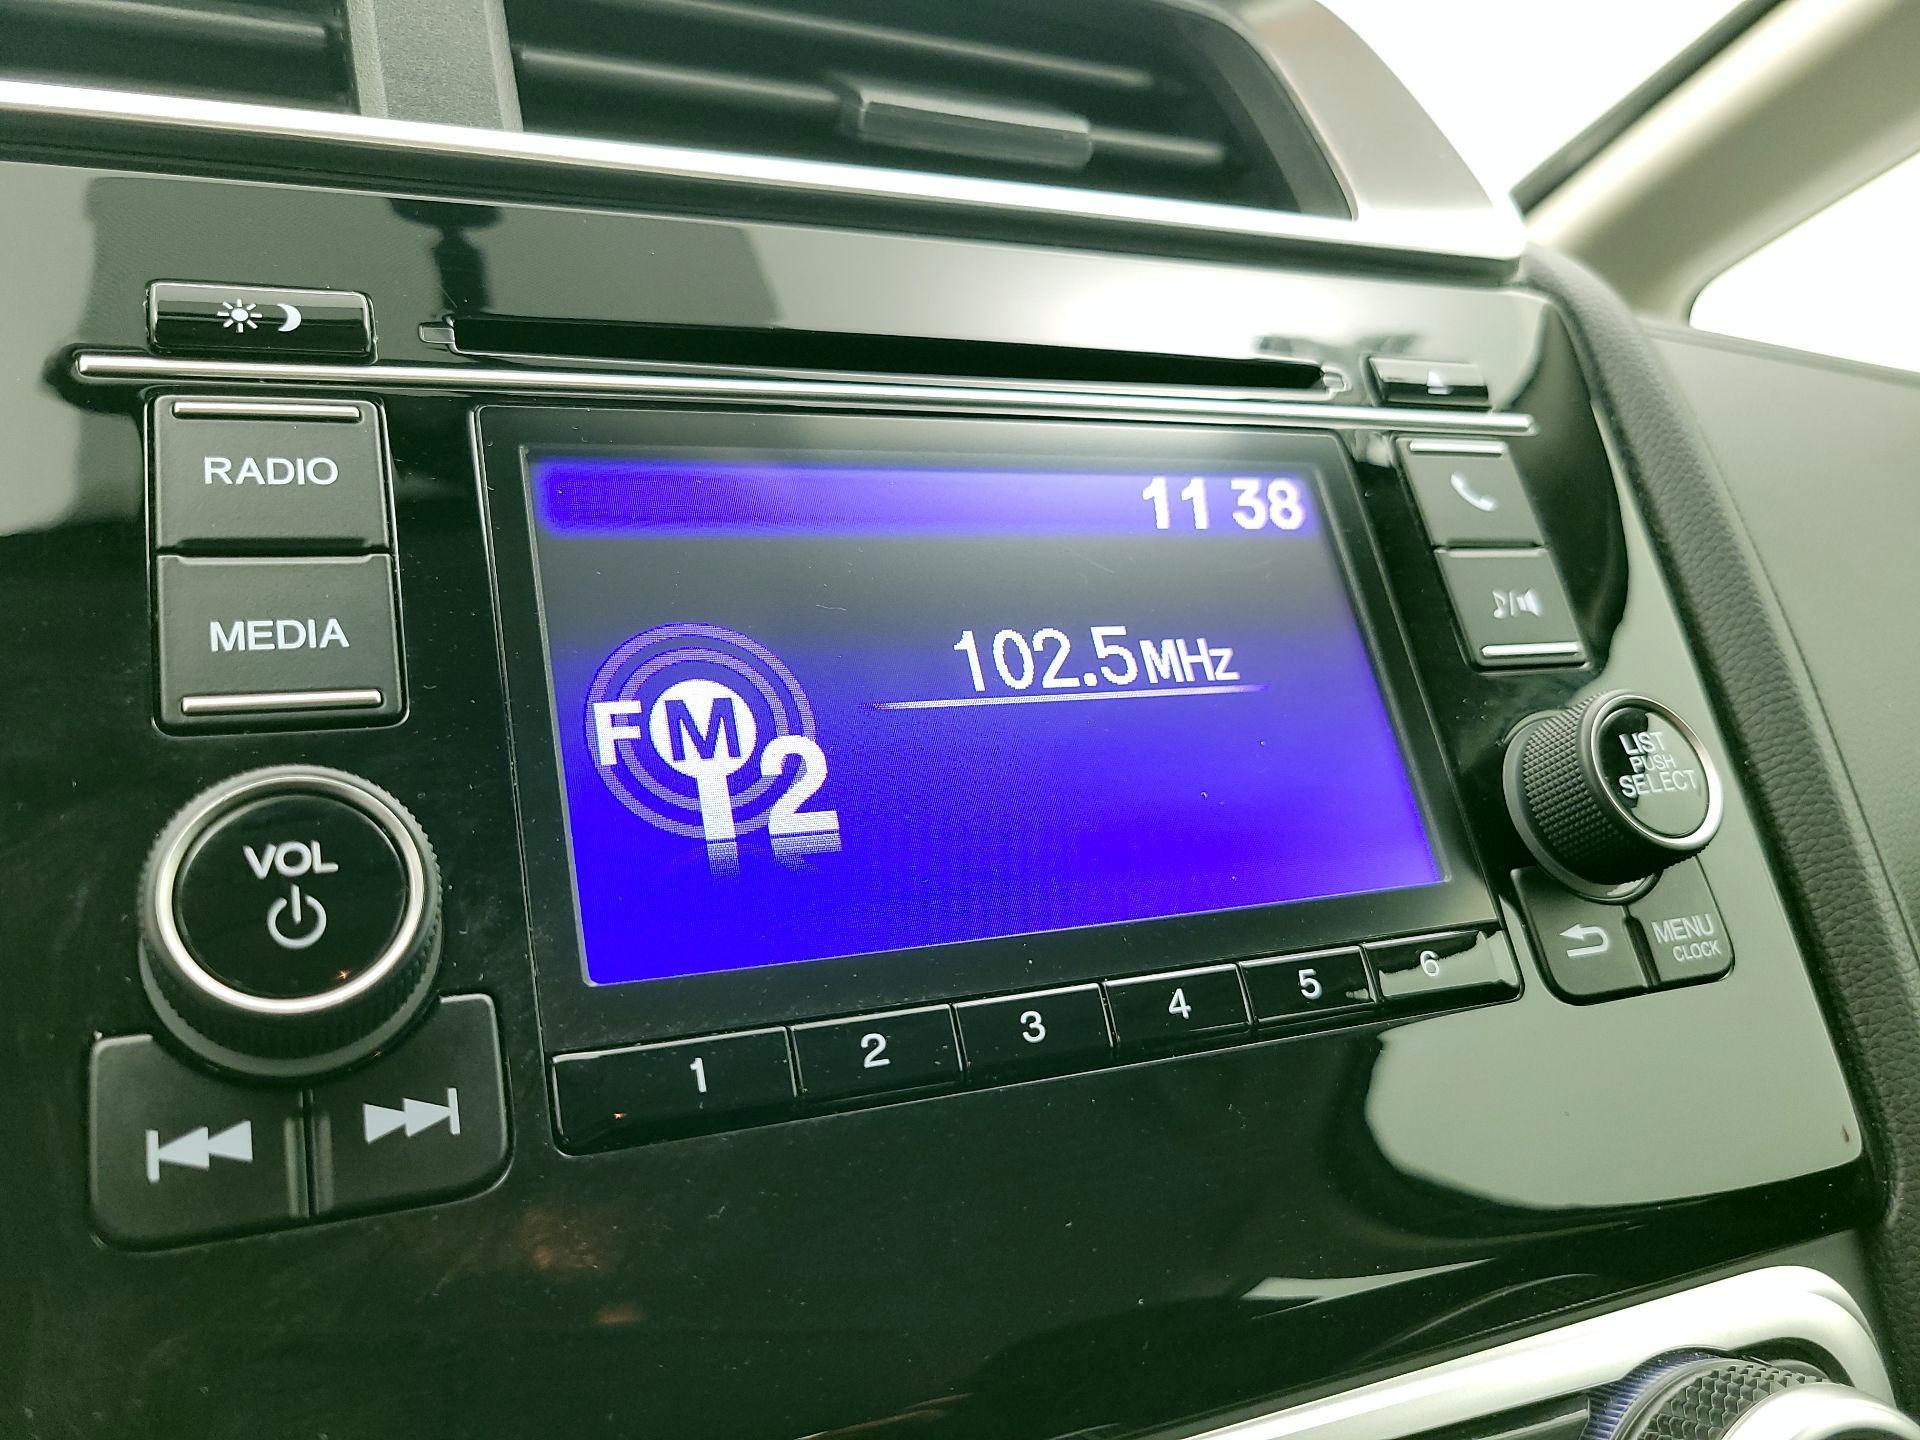 RADIO
MEDIA
VOL
11 38
102.5MHz
FM
2
LIST
PUSH
SELECT
MENU
CLOCK
1 2 3 4 5 6